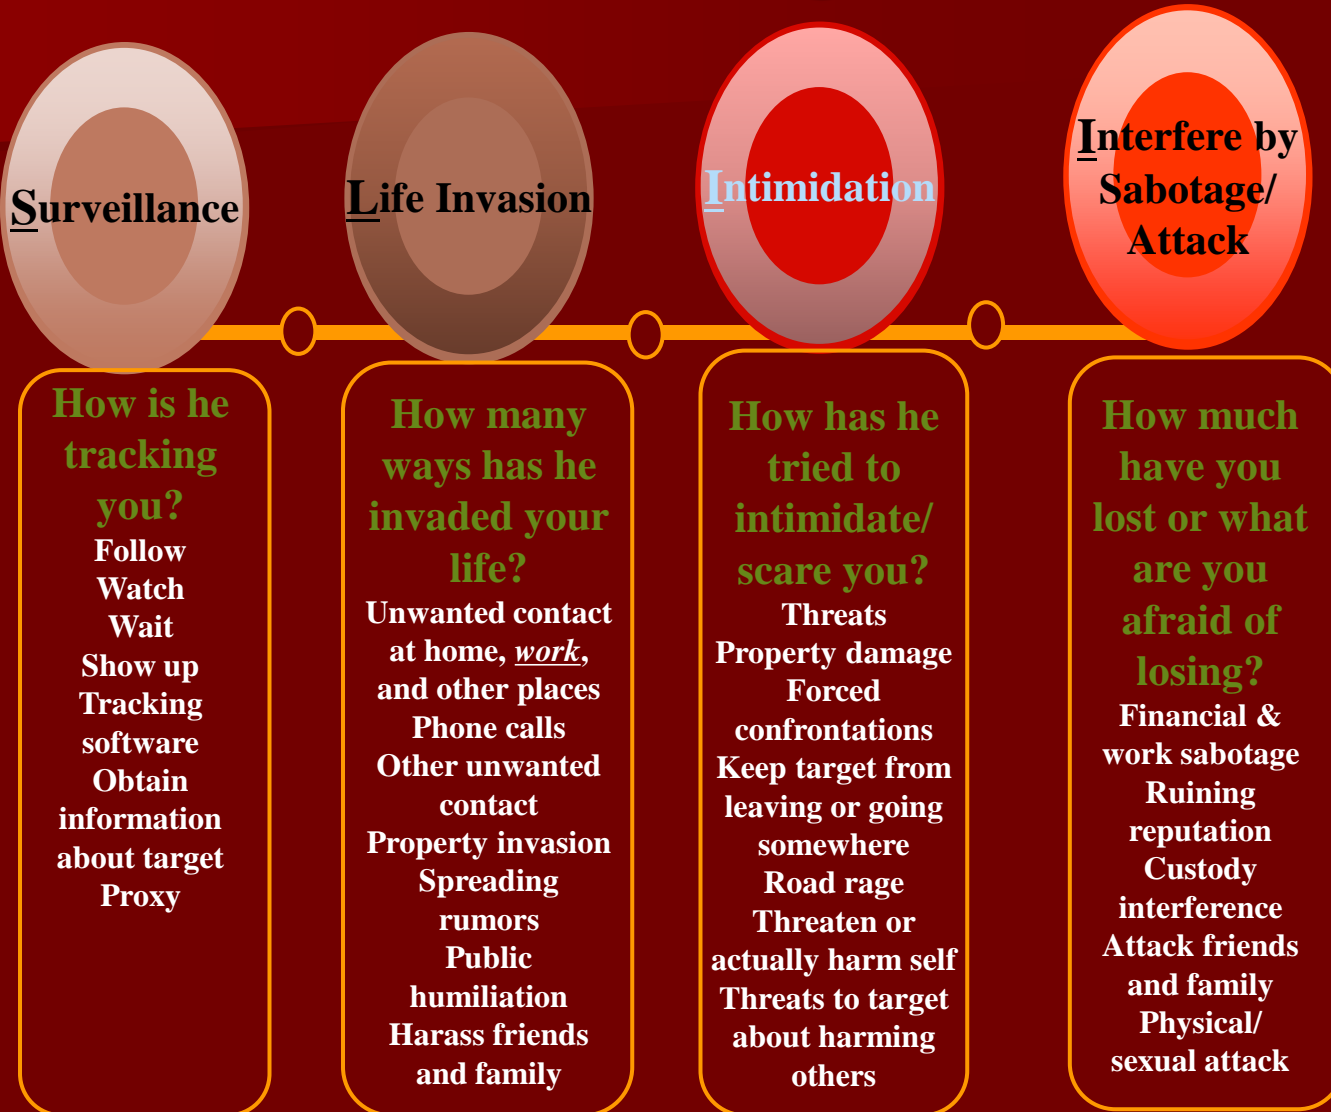 Surveillance
How is he
tracking
you?
Follow
Watch
Wait
Show up
Tracking
software
Obtain
information
about target
Proxy
Life Invasion
How many
ways has he
invaded your
life?
Unwanted contact
at home, work,
and other places
Phone calls
Other unwanted
contact
Property invasion
Spreading
rumors
Public
humiliation
Harass friends
and family
Intimidation
How has he
tried to
intimidate/
scare you?
Threats
Property damage
Forced
confrontations
Keep target from
leaving or going
somewhere
Road rage
Threaten or
actually harm self
Threats to target
about harming
others
Interfere by
Sabotage/
Attack
How much
have you
lost or what
are you
afraid of
losing?
Financial &
work sabotage
Ruining
reputation
Custody
interference
Attack friends
and family
Physical/
sexual attack